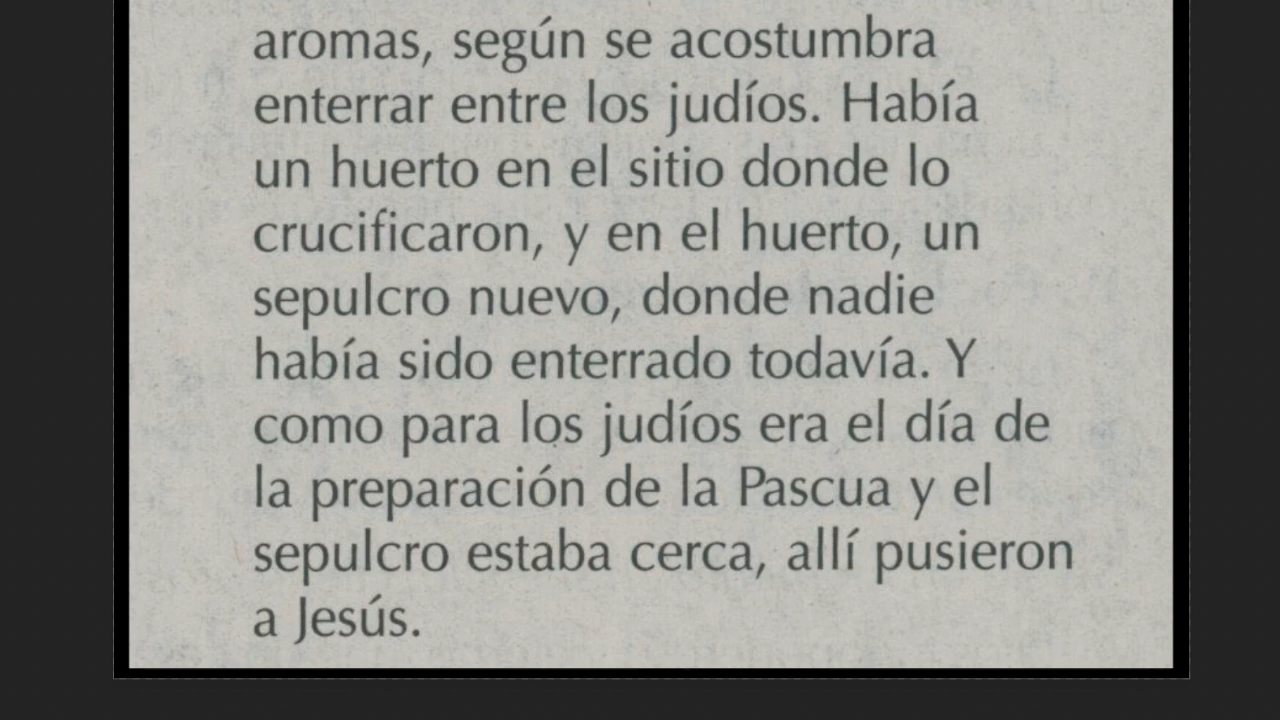 aromas, según se acostumbra
enterrar entre los judíos. Había
un huerto en el sitio donde lo
crucificaron, y en el huerto, un
sepulcro nuevo, donde nadie
había sido enterrado todavía. Y
como para los judíos era el día de
la preparación de la Pascua y el
sepulcro estaba cerca, allí pusieron
a Jesús.